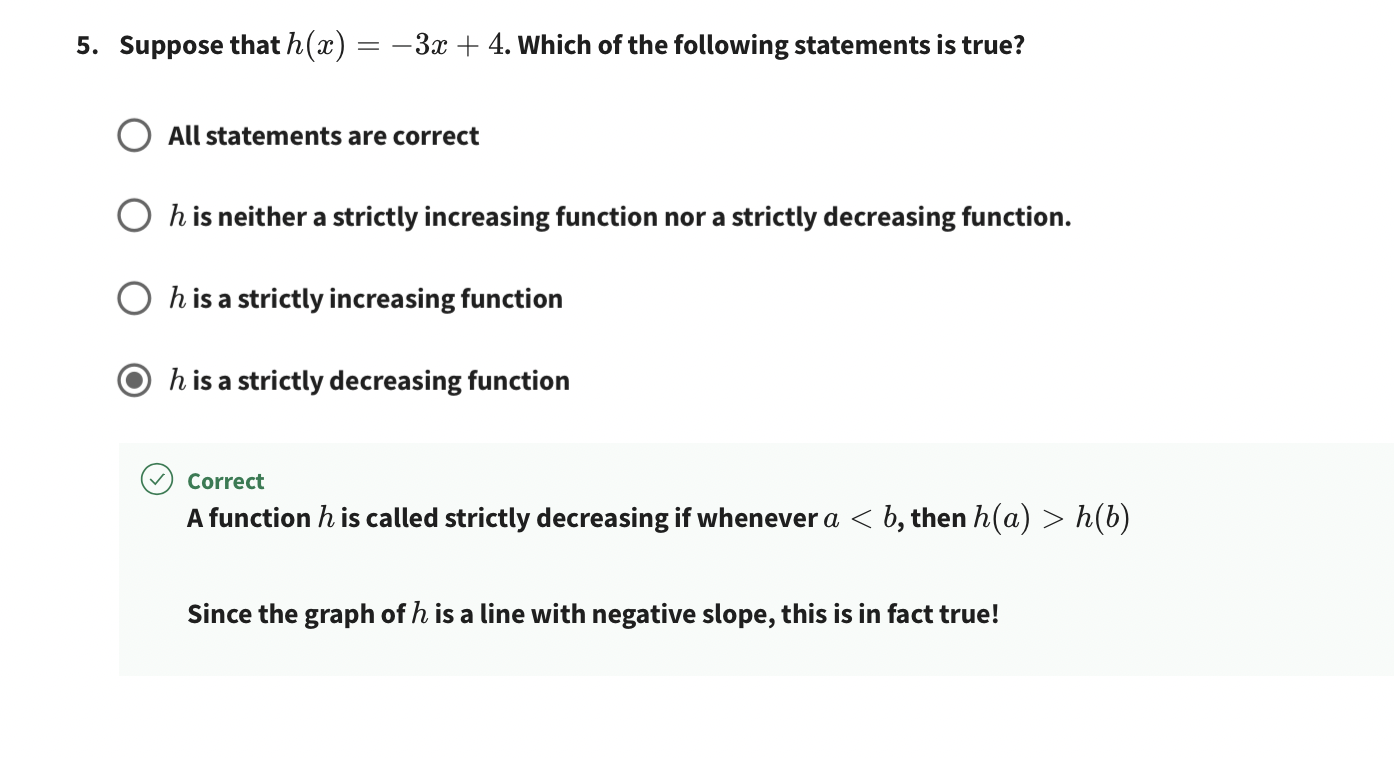 5. Suppose that h(x) = −3x + 4. Which of the following statements is true?
All statements are correct
h is neither a strictly increasing function nor a strictly decreasing function.
h is a strictly increasing function
h is a strictly decreasing function
Correct
A function h is called strictly decreasing if whenever a < b, then h(a) > h(b)
Since the graph of h is a line with negative slope, this is in fact true!